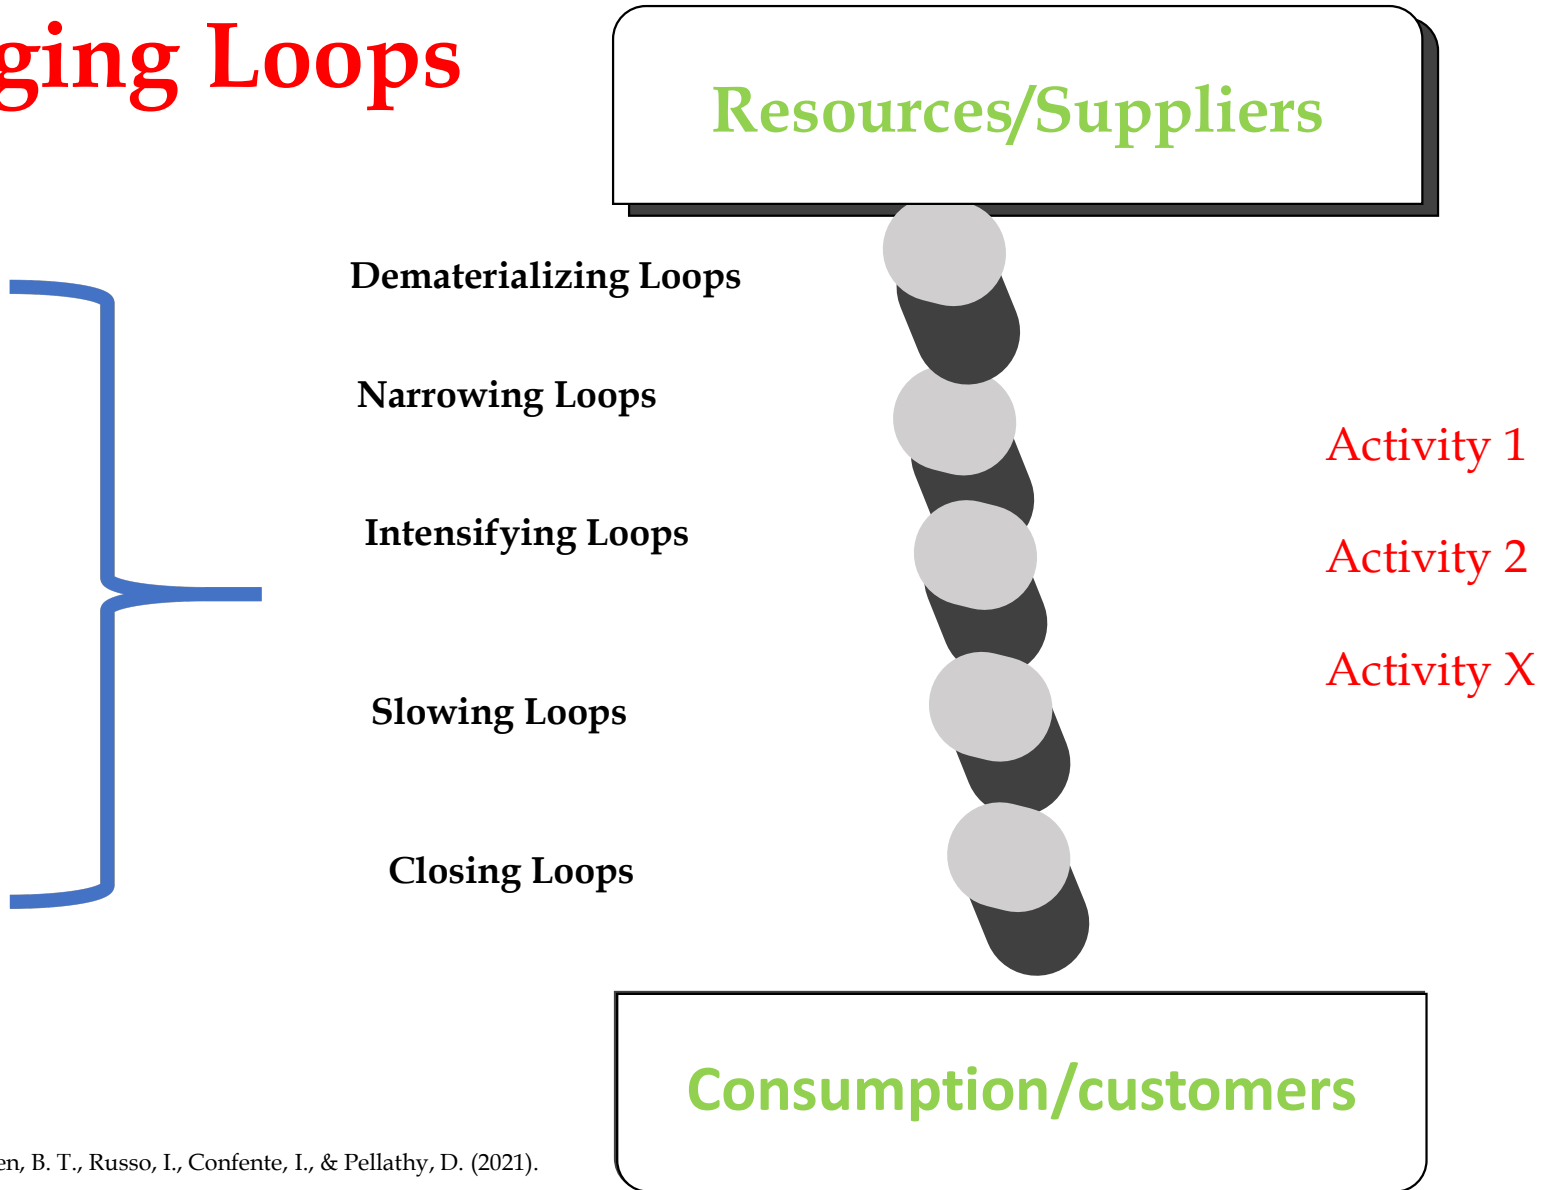 ging Loops
Resources/Suppliers
Dematerializing Loops
Narrowing Loops
Activity 1
Intensifying Loops
Activity 2
Activity X
Slowing Loops
Closing Loops
Consumption/customers
en, B. T., Russo, I., Confente, I., & Pellathy, D. (2021).